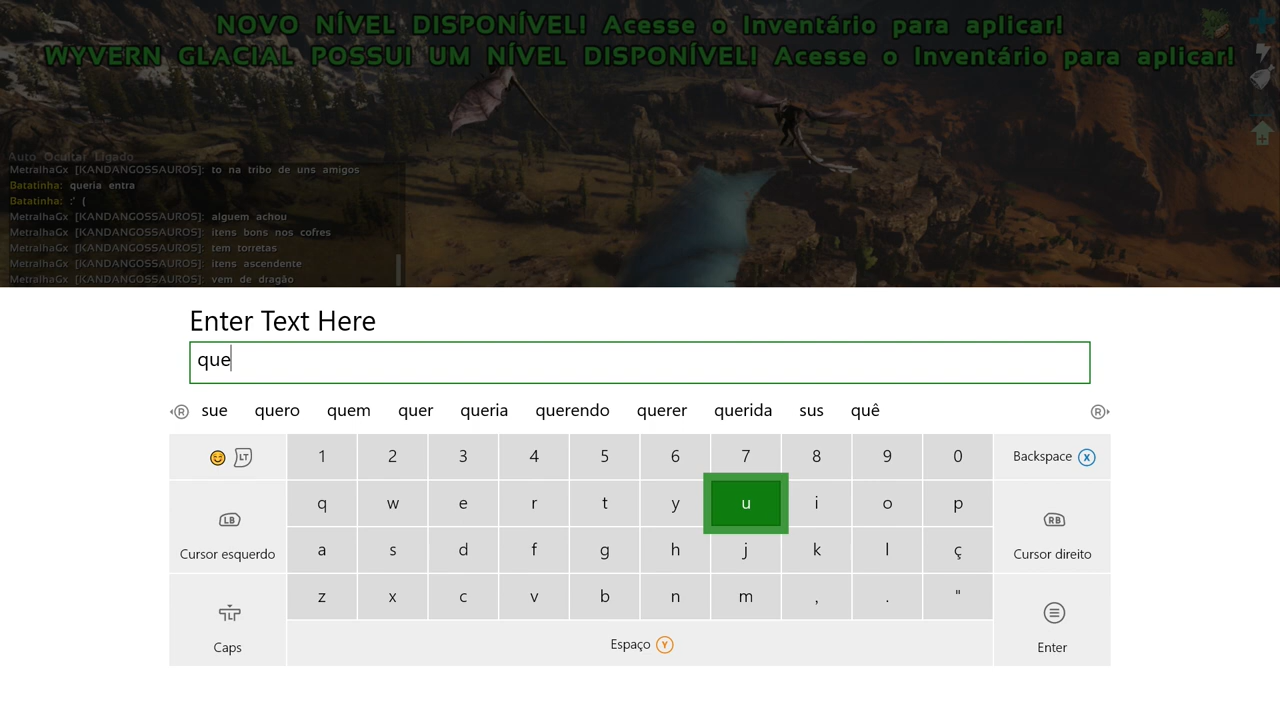 NOVO NÍVEL DISPONÍVEL! Acesse o Inventário para aplicar!
WYVERN GLACIAL POSSUI UM NÍVEL DISPONÍVEL! Acesse o Inventário para aplicar!
Auto Ocultar Ligado
MetralhaGx [KANDANGOSSAUROS]: to na tribo de uns amigos
Batatinha: queria entra
Batatinha: :' (
MetralhaGx [KANDANGOSSAUROS]: alguem achou
MetralhaGx [KANDANGOSSAUROS]: itens bons nos cofres
MetralhaGx [KANDANGOSSAUROS]: tem torretas
MetralhaGx [KANDANGOSSAUROS]: itens ascendente
MetralhaGx [KANDANGOSSAUROS]: vem de dragão
Enter Text Here
que
R sue quero quem quer queria querendo querer querida sus quê R
LT 1 2 3 4 5 6 7 8 9 0 Backspace X
q w e r t y u i o p
LB RB
Cursor esquerdo Cursor direito
a s d f g h j k l ç
z x c v b n m , . "
LT
Caps Espaço Y Enter